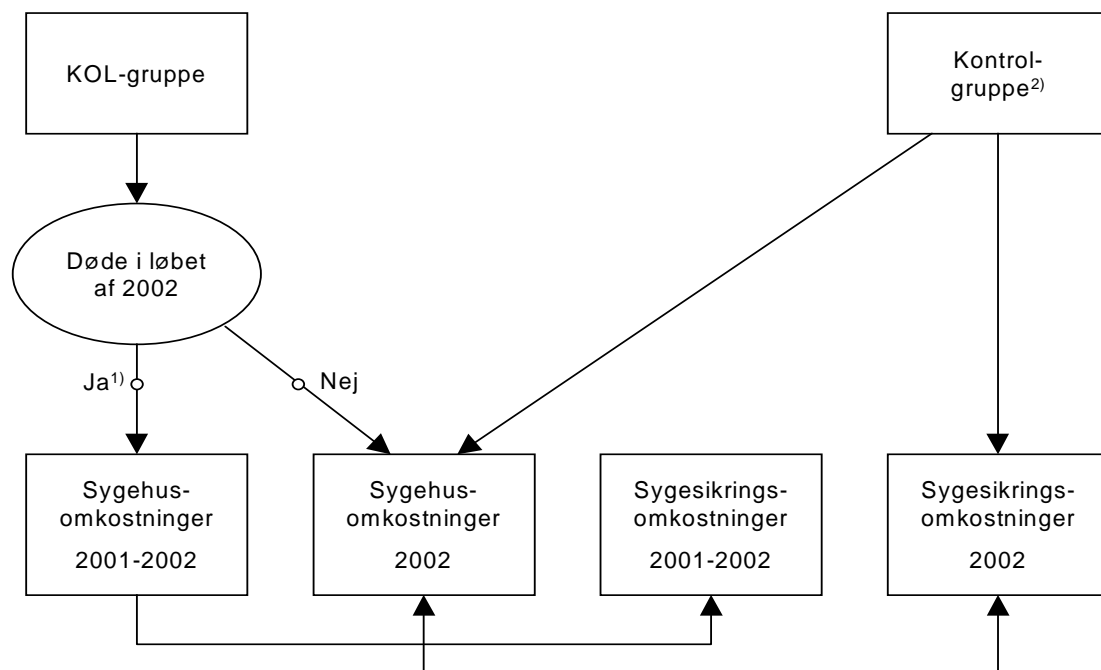 KOL-gruppe
Kontrol-
gruppe2)
Døde i løbet
af 2002
Ja1)
Nej
Sygehus-
omkostninger
2001-2002
Sygehus-
omkostninger
2002
Sygesikrings-
omkostninger
2001-2002
Sygesikrings-
omkostninger
2002